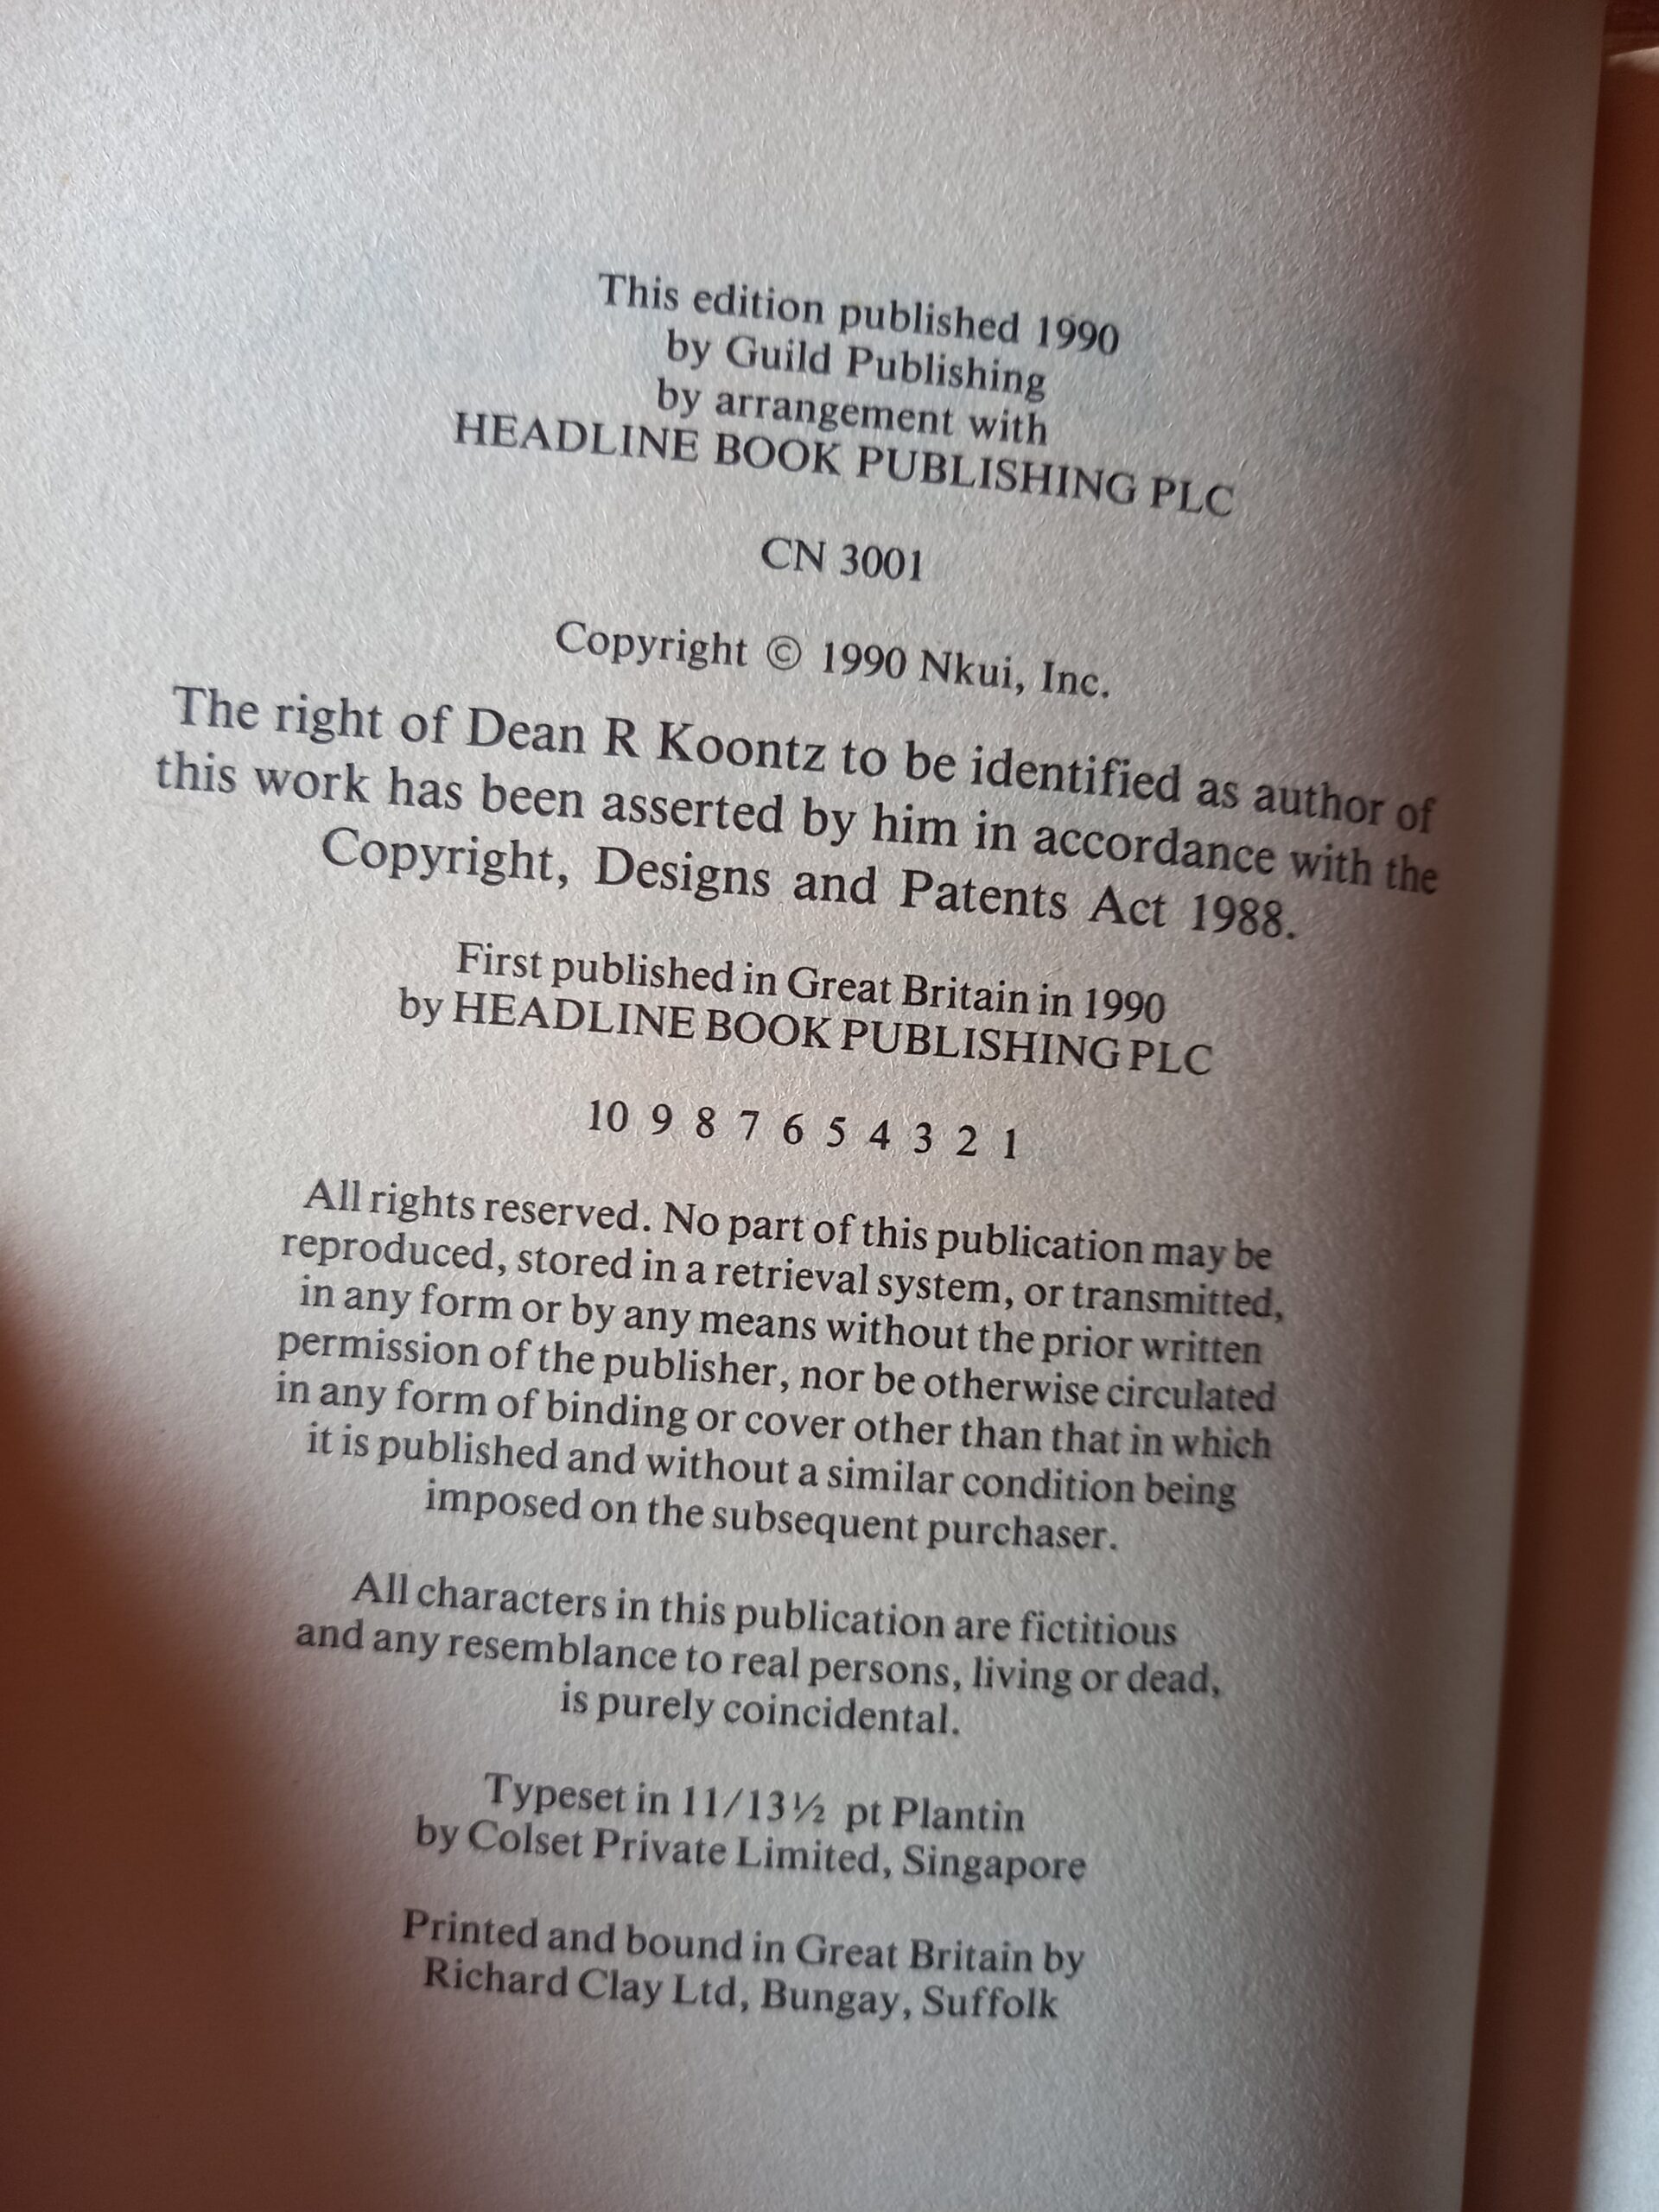 This edition published 1990
by Guild Publishing
by arrangement with
HEADLINE BOOK PUBLISHING PLC
CN 3001
Copyright © 1990 Nkui, Inc.
The right of Dean R Koontz to be identified as author of
this work has been asserted by him in accordance with the
Copyright, Designs and Patents Act 1988.
First published in Great Britain in 1990
by HEADLINE BOOK PUBLISHING PLC
10 9 8 7 6 5 4 3 2 1
All rights reserved. No part of this publication may be
reproduced, stored in a retrieval system, or transmitted,
in any form or by any means without the prior written
permission of the publisher, nor be otherwise circulated
in any form of binding or cover other than that in which
it is published and without a similar condition being
imposed on the subsequent purchaser.
All characters in this publication are fictitious
and any resemblance to real persons, living or dead,
is purely coincidental.
Typeset in 11/13½ pt Plantin
by Colset Private Limited, Singapore
Printed and bound in Great Britain by
Richard Clay Ltd, Bungay, Suffolk